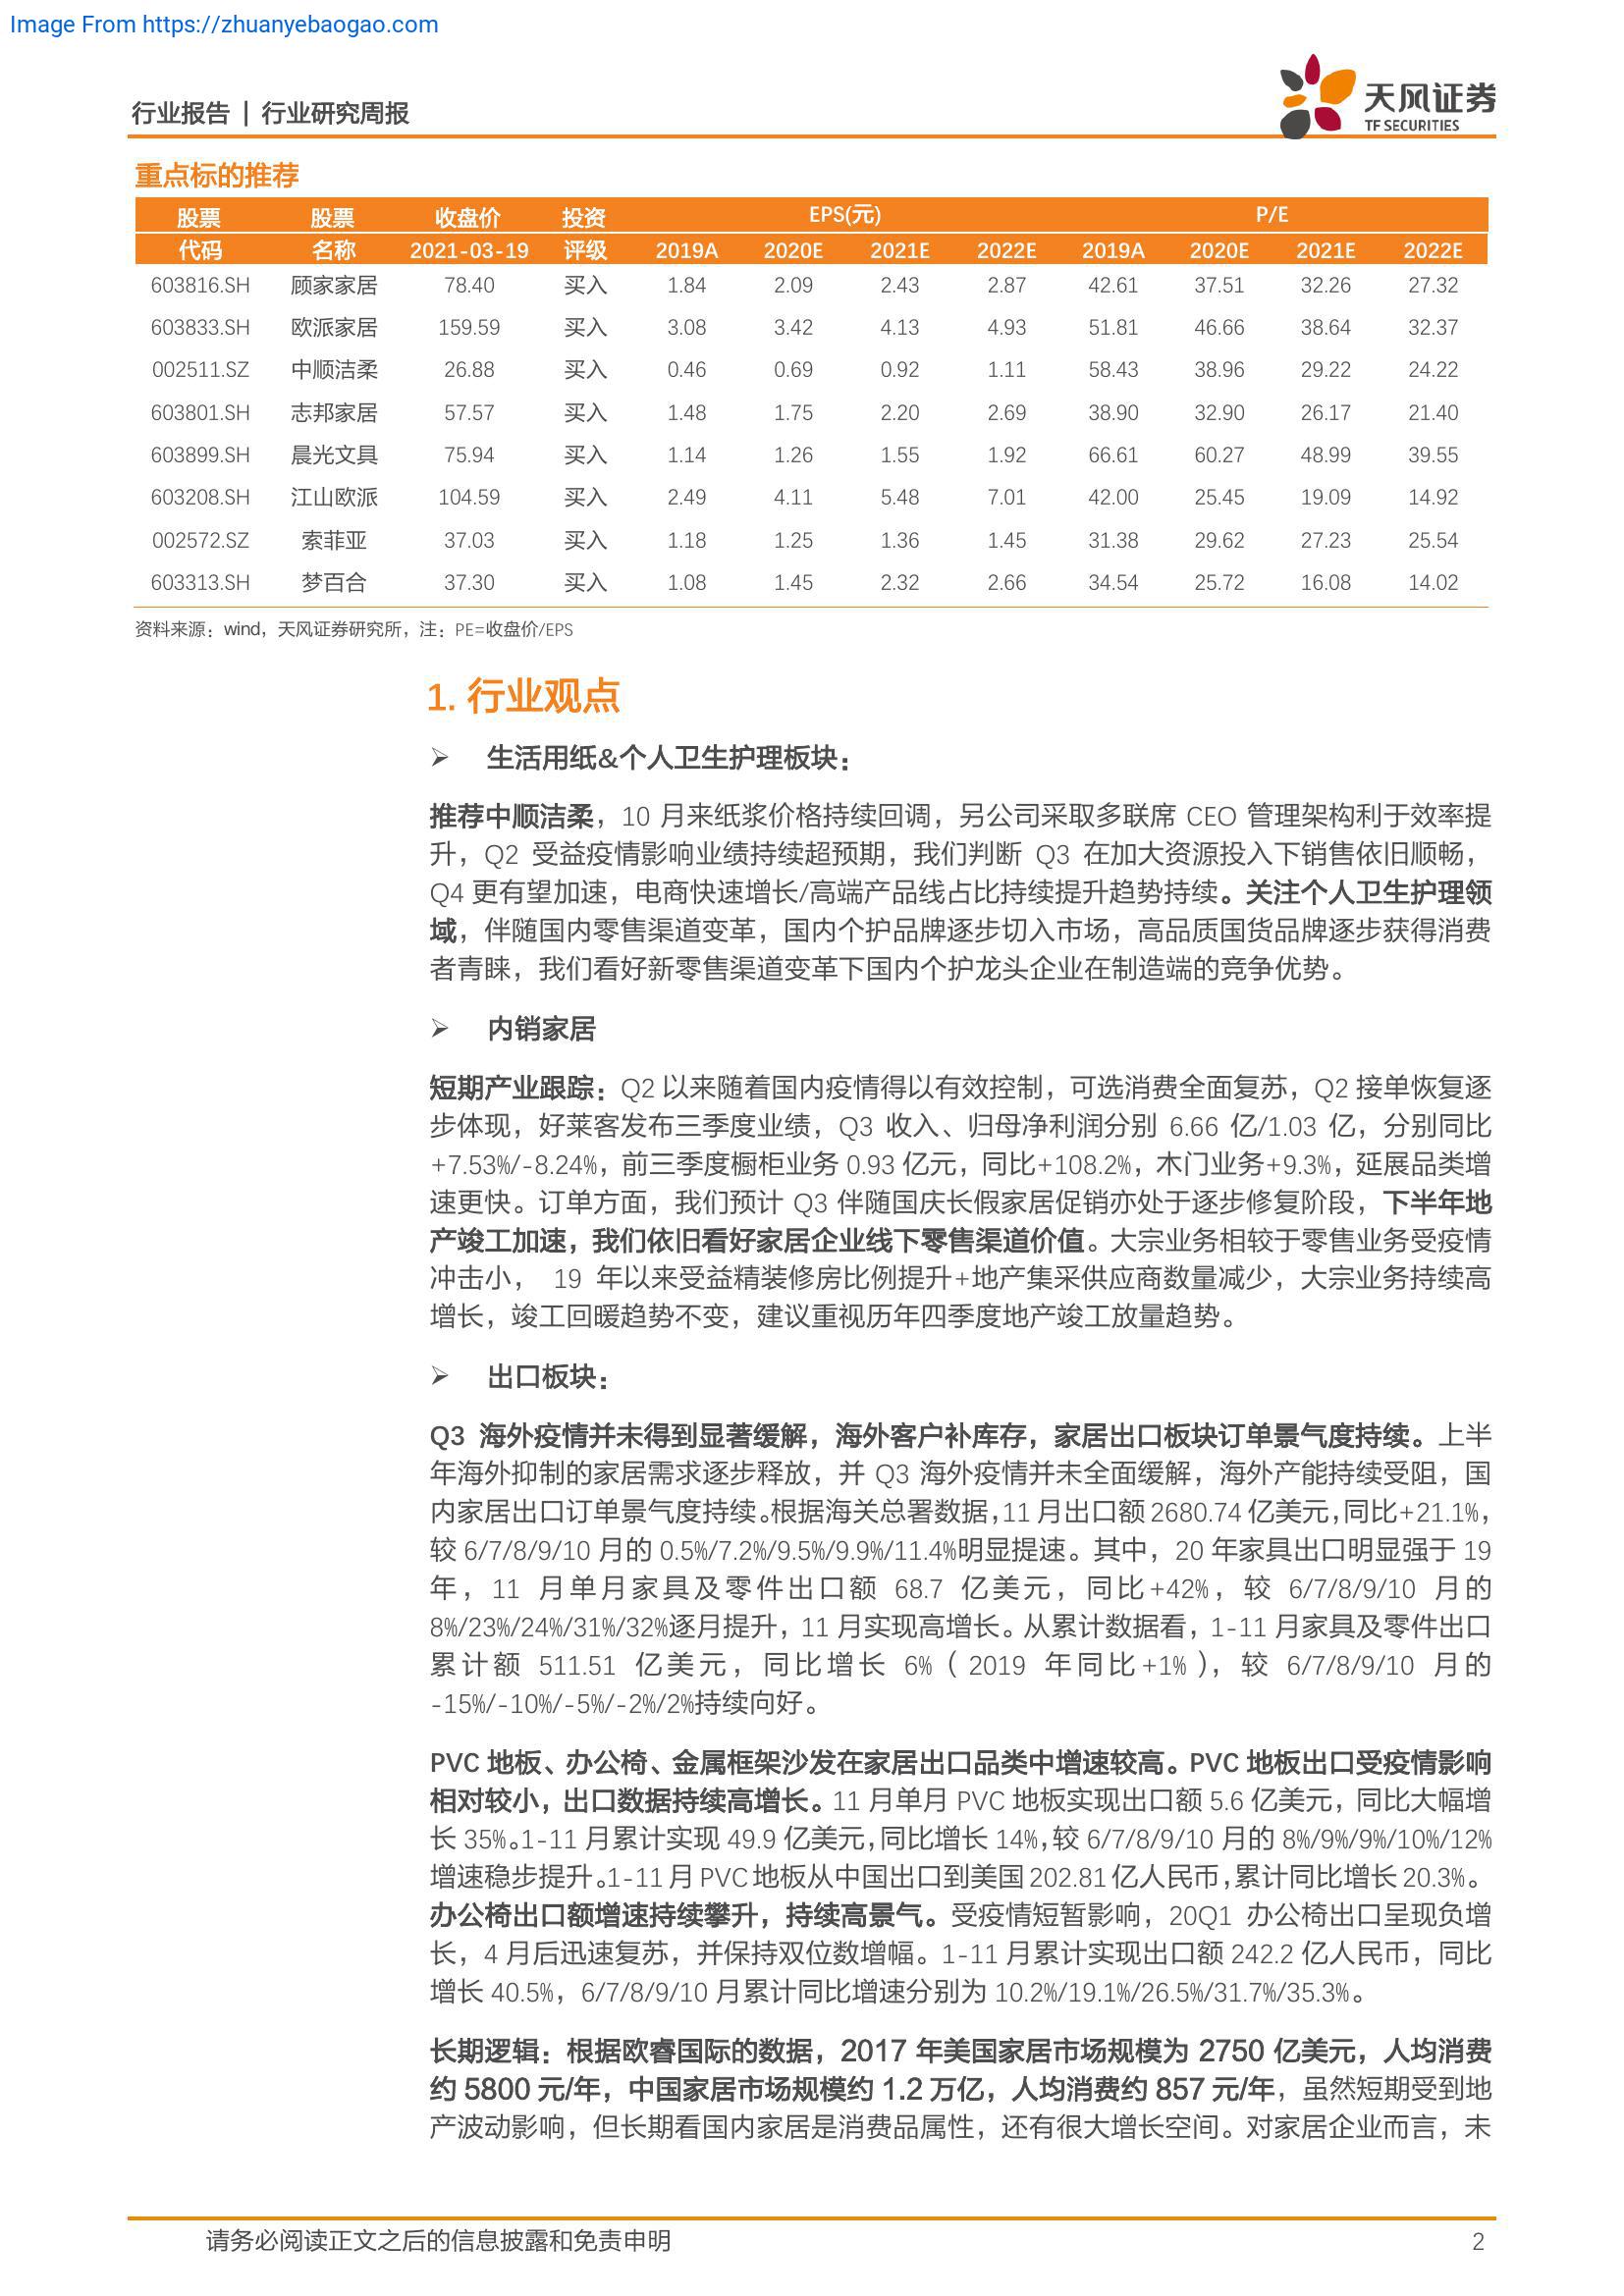 Image From https://zhuanyebaogao.com
行业报告 | 行业研究周报
天风证券
TF SECURITIES
重点标的推荐
股票 股票 收盘价 投资 EPS(元) P/E
代码 名称 2021-03-19 评级 2019A 2020E 2021E 2022E 2019A 2020E 2021E 2022E
603816.SH 顾家家居 78.40 买入 1.84 2.09 2.43 2.87 42.61 37.51 32.26 27.32
603833.SH 欧派家居 159.59 买入 3.08 3.42 4.13 4.93 51.81 46.66 38.64 32.37
002511.SZ 中顺洁柔 26.88 买入 0.46 0.69 0.92 1.11 58.43 38.96 29.22 24.22
603801.SH 志邦家居 57.57 买入 1.48 1.75 2.20 2.69 38.90 32.90 26.17 21.40
603899.SH 晨光文具 75.94 买入 1.14 1.26 1.55 1.92 66.61 60.27 48.99 39.55
603208.SH 江山欧派 104.59 买入 2.49 4.11 5.48 7.01 42.00 25.45 19.09 14.92
002572.SZ 索菲亚 37.03 买入 1.18 1.25 1.36 1.45 31.38 29.62 27.23 25.54
603313.SH 梦百合 37.30 买入 1.08 1.45 2.32 2.66 34.54 25.72 16.08 14.02
资料来源：wind，天风证券研究所，注：PE=收盘价/EPS
1. 行业观点
➢ 生活用纸&个人卫生护理板块：
推荐中顺洁柔，10 月来纸浆价格持续回调，另公司采取多联席 CEO 管理架构利于效率提
升，Q2 受益疫情影响业绩持续超预期，我们判断 Q3 在加大资源投入下销售依旧顺畅，
Q4 更有望加速，电商快速增长/高端产品线占比持续提升趋势持续。关注个人卫生护理领
域，伴随国内零售渠道变革，国内个护品牌逐步切入市场，高品质国货品牌逐步获得消费
者青睐，我们看好新零售渠道变革下国内个护龙头企业在制造端的竞争优势。
➢ 内销家居
短期产业跟踪：Q2 以来随着国内疫情得以有效控制，可选消费全面复苏，Q2 接单恢复逐
步体现，好莱客发布三季度业绩，Q3 收入、归母净利润分别 6.66 亿/1.03 亿，分别同比
+7.53%/-8.24%，前三季度橱柜业务 0.93 亿元，同比+108.2%，木门业务+9.3%，延展品类增
速更快。订单方面，我们预计 Q3 伴随国庆长假家居促销亦处于逐步修复阶段，下半年地
产竣工加速，我们依旧看好家居企业线下零售渠道价值。大宗业务相较于零售业务受疫情
冲击小， 19 年以来受益精装修房比例提升+地产集采供应商数量减少，大宗业务持续高
增长，竣工回暖趋势不变，建议重视历年四季度地产竣工放量趋势。
➢ 出口板块：
Q3 海外疫情并未得到显著缓解，海外客户补库存，家居出口板块订单景气度持续。上半
年海外抑制的家居需求逐步释放，并 Q3 海外疫情并未全面缓解，海外产能持续受阻，国
内家居出口订单景气度持续。根据海关总署数据，11 月出口额 2680.74 亿美元，同比+21.1%，
较 6/7/8/9/10 月的 0.5%/7.2%/9.5%/9.9%/11.4%明显提速。其中，20 年家具出口明显强于 19
年，11 月单月家具及零件出口额 68.7 亿美元，同比+42%，较 6/7/8/9/10 月的
8%/23%/24%/31%/32%逐月提升，11 月实现高增长。从累计数据看，1-11 月家具及零件出口
累计额 511.51 亿美元，同比增长 6%（2019 年同比+1%），较 6/7/8/9/10 月的
-15%/-10%/-5%/-2%/2%持续向好。
PVC 地板、办公椅、金属框架沙发在家居出口品类中增速较高。PVC 地板出口受疫情影响
相对较小，出口数据持续高增长。11 月单月 PVC 地板实现出口额 5.6 亿美元，同比大幅增
长 35%。1-11 月累计实现 49.9 亿美元，同比增长 14%，较 6/7/8/9/10 月的 8%/9%/9%/10%/12%
增速稳步提升。1-11 月 PVC 地板从中国出口到美国 202.81 亿人民币，累计同比增长 20.3%。
办公椅出口额增速持续攀升，持续高景气。受疫情短暂影响，20Q1 办公椅出口呈现负增
长，4 月后迅速复苏，并保持双位数增幅。1-11 月累计实现出口额 242.2 亿人民币，同比
增长 40.5%，6/7/8/9/10 月累计同比增速分别为 10.2%/19.1%/26.5%/31.7%/35.3%。
长期逻辑：根据欧睿国际的数据，2017 年美国家居市场规模为 2750 亿美元，人均消费
约 5800 元/年，中国家居市场规模约 1.2 万亿，人均消费约 857 元/年，虽然短期受到地
产波动影响，但长期看国内家居是消费品属性，还有很大增长空间。对家居企业而言，未
请务必阅读正文之后的信息披露和免责申明 2